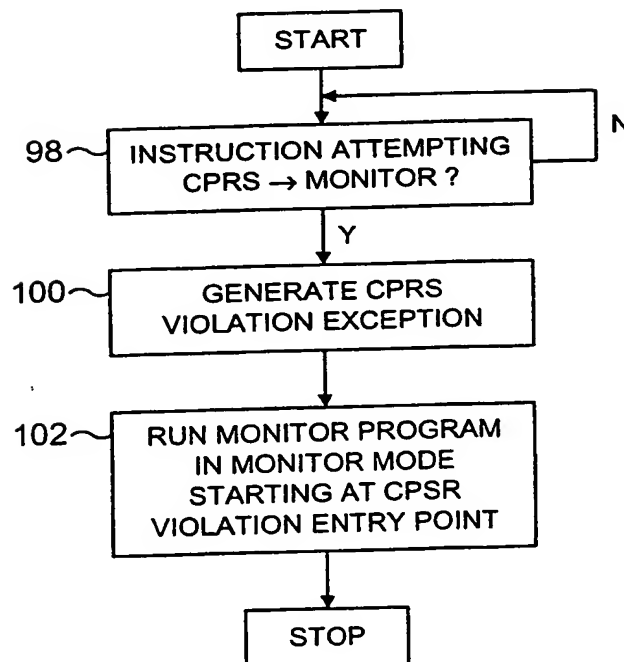 START
N
98
INSTRUCTION ATTEMPTING
CPRS → MONITOR ?
Y
100
GENERATE CPRS
VIOLATION EXCEPTION
102
RUN MONITOR PROGRAM
IN MONITOR MODE
STARTING AT CPSR
VIOLATION ENTRY POINT
STOP